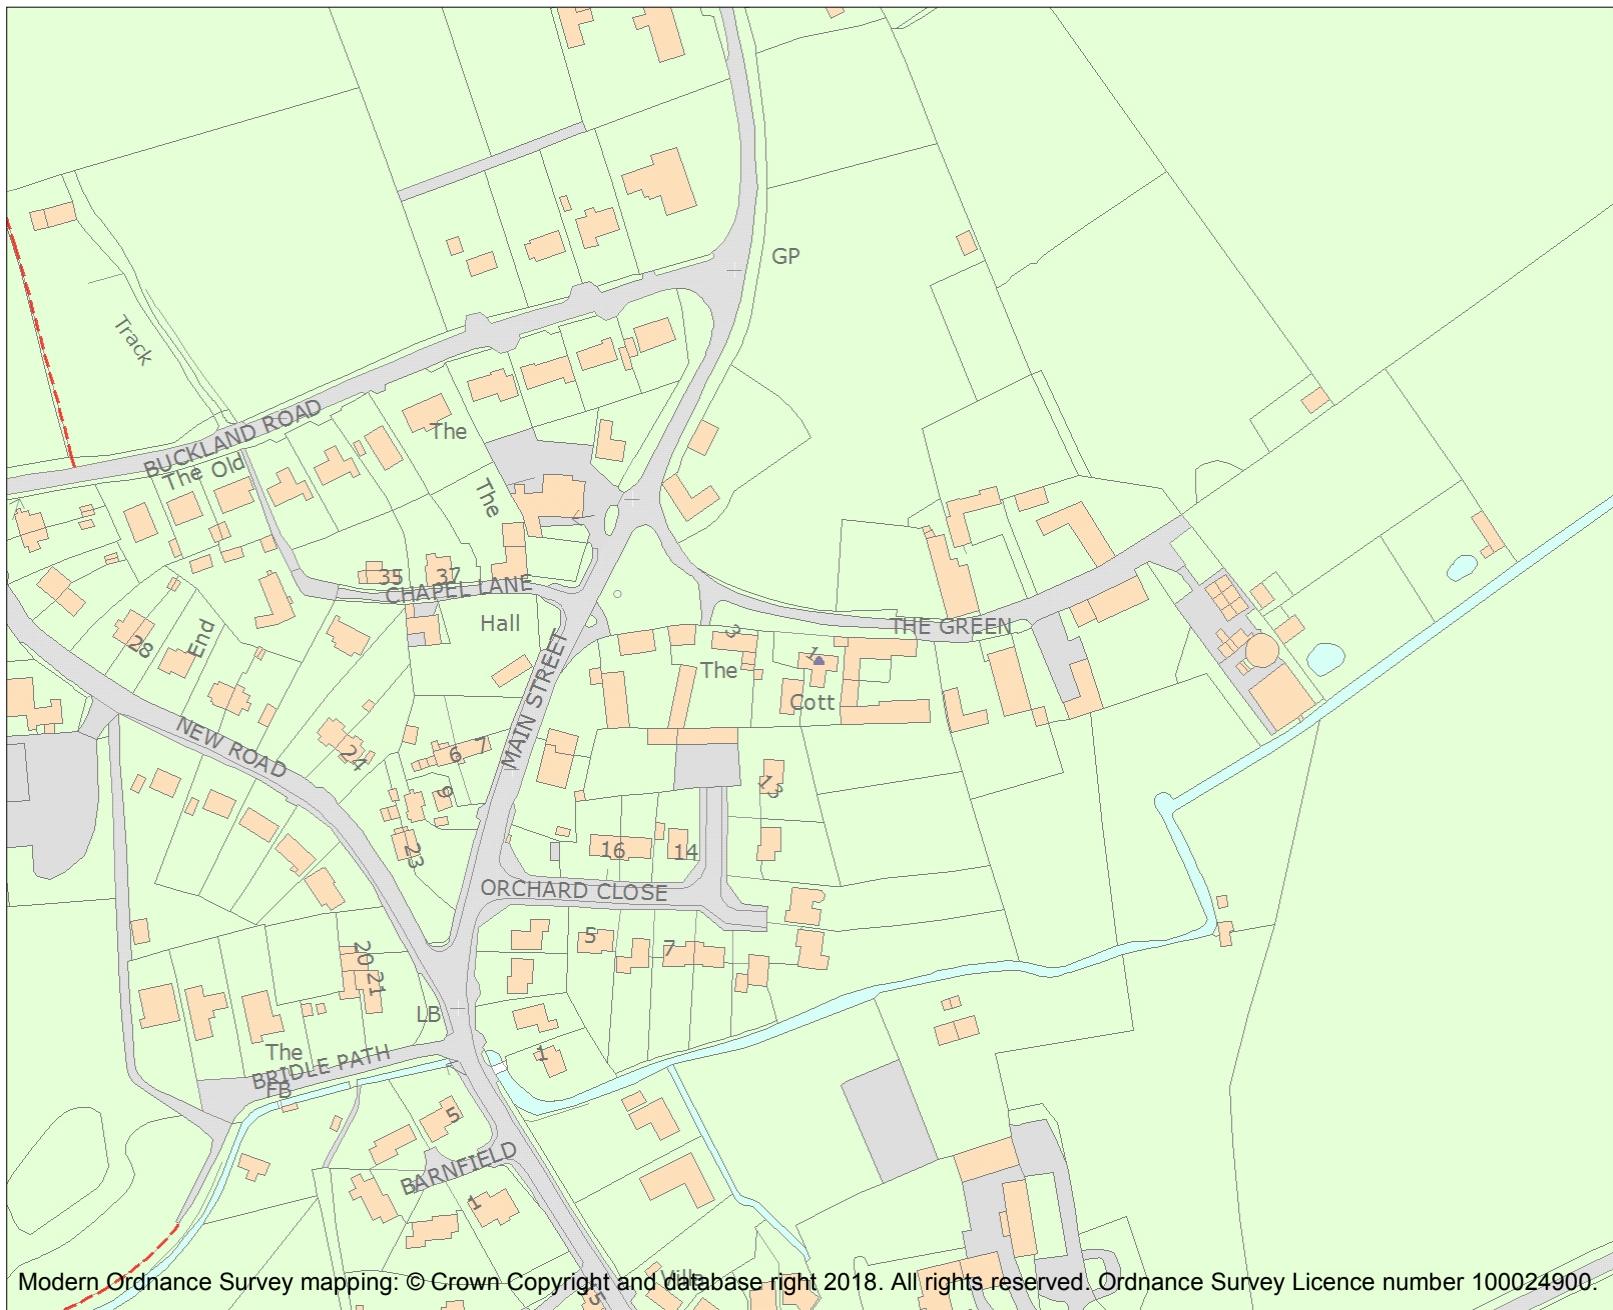 GP
Track
BUCKLAND ROAD
The Old
The
The
35
37
CHAPEL LANE
Hall
THE GREEN
28
End
3
The
1
Cott
MAIN STREET
NEW ROAD
24
6
7
9
23
13
16
14
ORCHARD CLOSE
5
7
20
21
LB
The
BRIDLE PATH
FB
1
5
BARNFIELD
1
Ville
5
Modern Ordnance Survey mapping: © Crown Copyright and database right 2018. All rights reserved. Ordnance Survey Licence number 100024900.